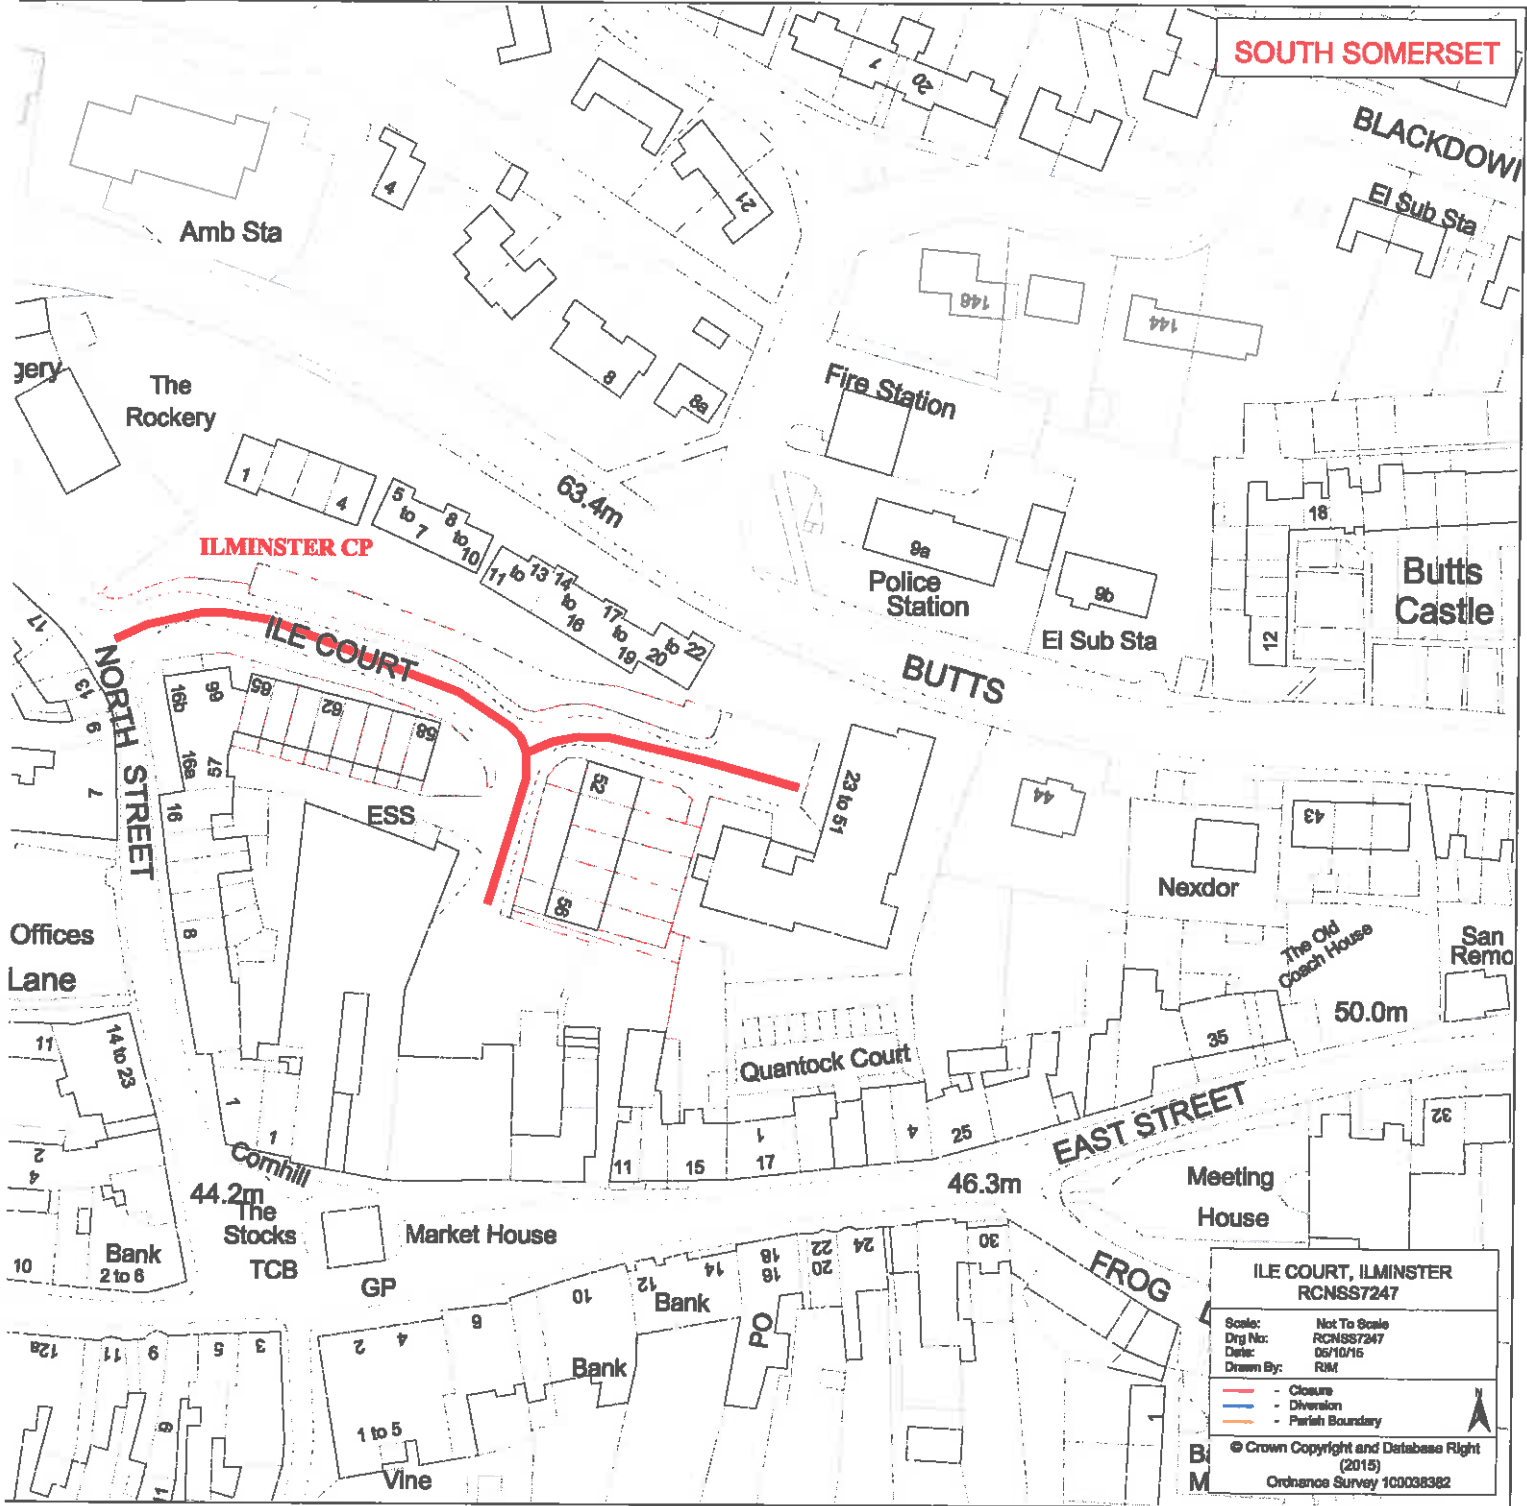 SOUTH SOMERSET
7
20
BLACKDOWI
El Sub Sta
4
21
Amb Sta
146
144
gery
The
Rockery
8
8a
Fire Station
1
4
5
to
7
8
to
10
63.4m
18
ILMINSTER CP
11
to
13
14
to
16
17
to
19
20
to
22
9a
Police
Station
9b
El Sub Sta
Butts
Castle
12
17
13
9
7
NORTH STREET
ILE COURT
BUTTS
16b
66
65
62
58
16a
57
16
ESS
52
56
23 to 51
44
43
Nexdor
8
Offices
Lane
The Old
Coach House
San
Remo
50.0m
11
14 to 23
Quantock Court
35
1
1
Cornhill
11
15
1
17
4
25
EAST STREET
32
2
4
44.2m
The
Stocks
TCB
Market House
46.3m
Meeting
House
10
Bank
2 to 6
GP
12
14
18
16
22
20
24
30
FROG
10
Bank
PO
6
2
4
Bank
12a
11
9
5
3
1 to 5
Vine
9
11
1
ILE COURT, ILMINSTER
RCNSS7247
Scale: Not To Scale
Drg No: RCNSS7247
Date: 05/10/16
Drawn By: RIM
- Closure
- Diversion
- Parish Boundary
N
© Crown Copyright and Database Right
(2015)
Ordnance Survey 100038382